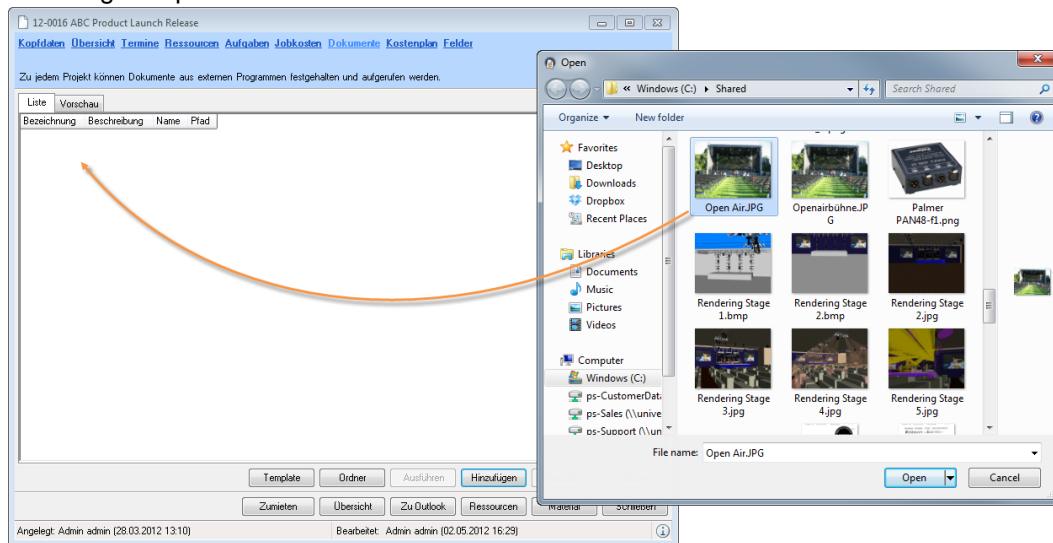 12-0016 ABC Product Launch Release
Kopfdaten Übersicht Termine Ressourcen Aufgaben Jobkosten Dokumente Kostenplan Felder
Zu jedem Projekt können Dokumente aus externen Programmen festgehalten und aufgerufen werden.
Liste Vorschau
Bezeichnung Beschreibung Name Pfad
Template Ordner Ausführen Hinzufügen
Zumieten Übersicht Zu Outlook Ressourcen Material Schließen
Angelegt: Admin admin (28.03.2012 13:10) Bearbeitet: Admin admin (02.05.2012 16:29)
Open
« Windows (C:) Shared Search Shared
Organize New folder
Favorites
Desktop
Downloads
Dropbox
Recent Places
Libraries
Documents
Music
Pictures
Videos
Computer
Windows (C:)
ps-CustomerData
ps-Sales (\\unive
ps-Support (\\un
Open Air.JPG Openairbühne.JP
G Palmer
PAN48-f1.png
Rendering Stage
1.bmp Rendering Stage
2.bmp Rendering Stage
2.jpg
Rendering Stage
3.jpg Rendering Stage
4.jpg Rendering Stage
5.jpg
File name: Open Air.JPG
Open Cancel